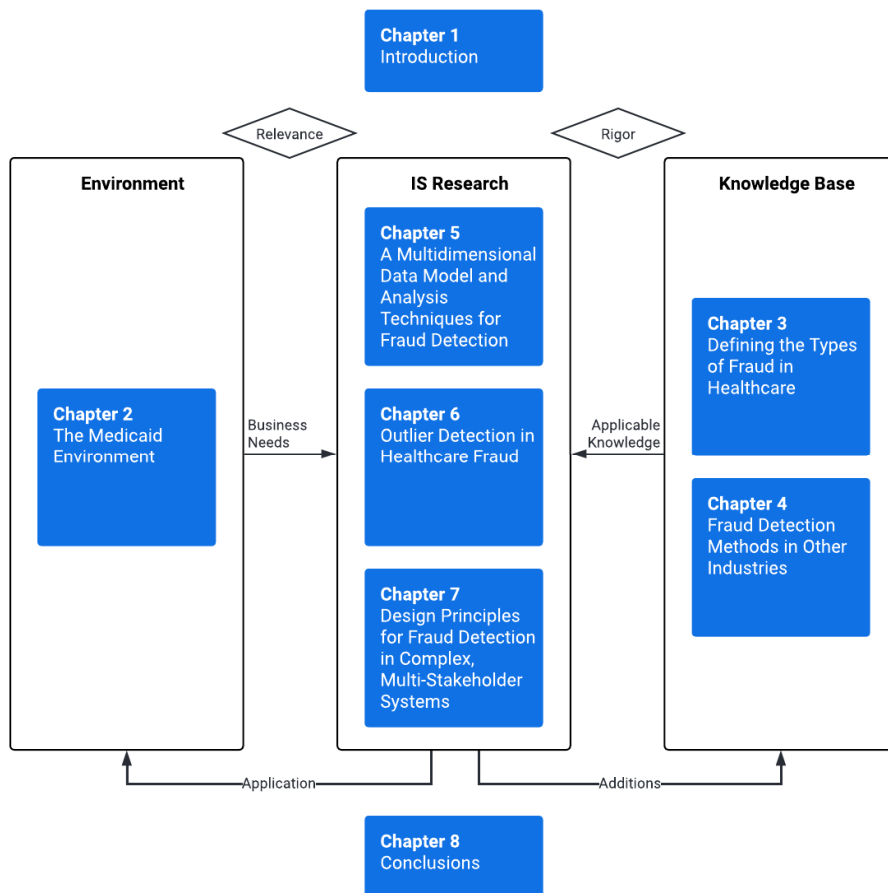 Chapter 1
Introduction
Relevance
Rigor
Environment
Chapter 2
The Medicaid
Environment
Business
Needs
IS Research
Chapter 5
A Multidimensional
Data Model and
Analysis
Techniques for
Fraud Detection
Chapter 6
Outlier Detection in
Healthcare Fraud
Chapter 7
Design Principles
for Fraud Detection
in Complex,
Multi-Stakeholder
Systems
Applicable
Knowledge
Knowledge Base
Chapter 3
Defining the Types
of Fraud in
Healthcare
Chapter 4
Fraud Detection
Methods in Other
Industries
Application
Additions
Chapter 8
Conclusions